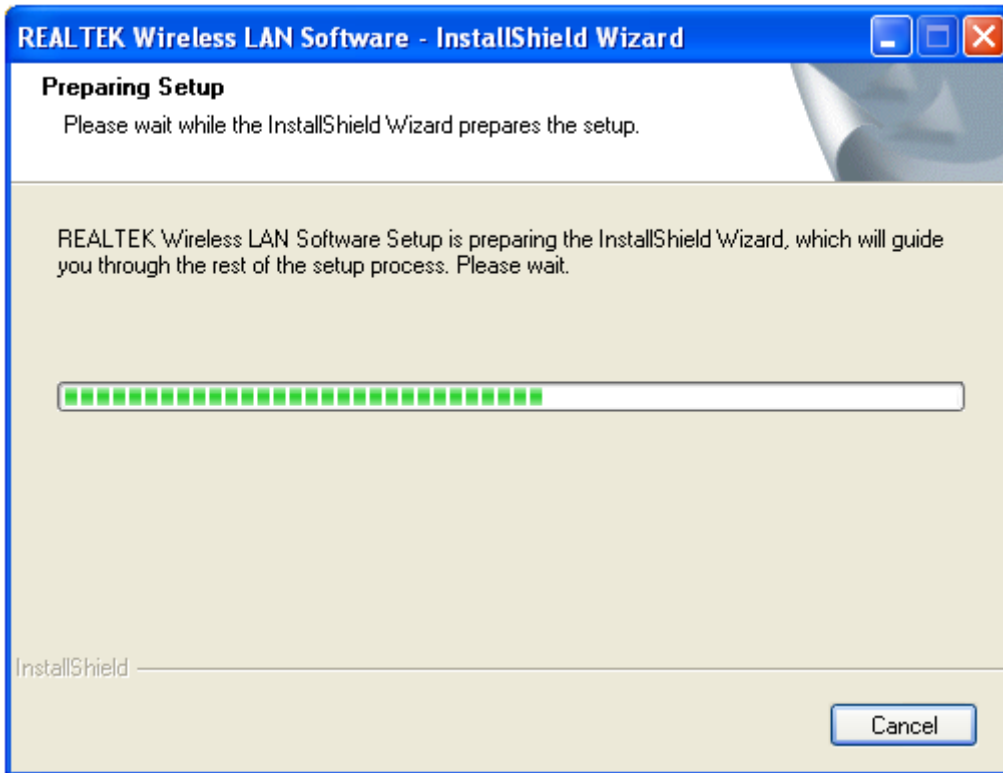 REALTEK Wireless LAN Software - InstallShield Wizard
Preparing Setup
Please wait while the InstallShield Wizard prepares the setup.
REALTEK Wireless LAN Software Setup is preparing the InstallShield Wizard, which will guide
you through the rest of the setup process. Please wait.
InstallShield
Cancel